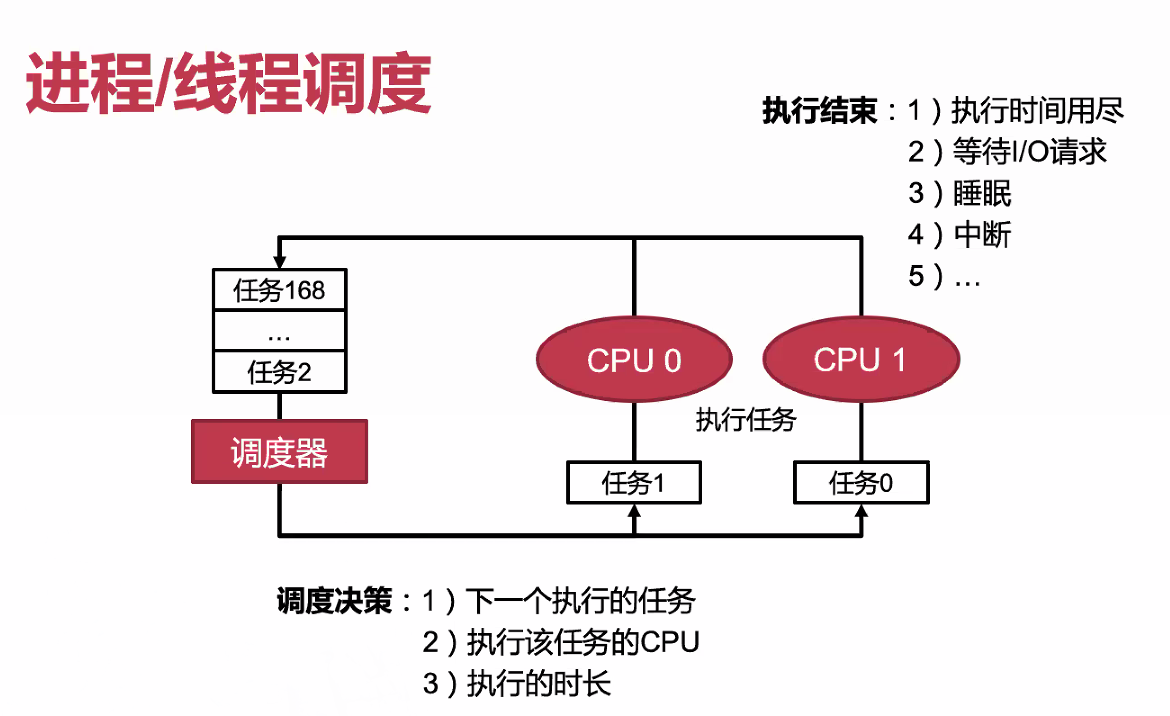 进程/线程调度
执行结束：1）执行时间用尽
2）等待I/O请求
3）睡眠
4）中断
5）…
任务168
…
任务2
调度器
CPU 0
CPU 1
执行任务
任务1
任务0
调度决策：1）下一个执行的任务
2）执行该任务的CPU
3）执行的时长